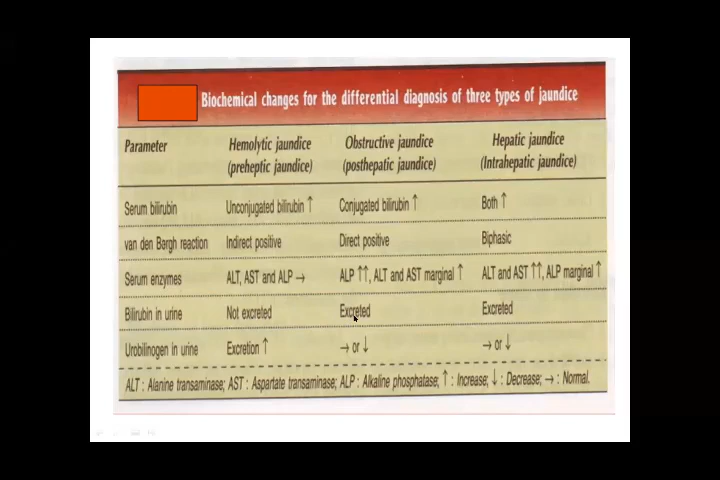 Biochemical changes for the differential diagnosis of three types of jaundice
Parameter Hemolytic jaundice Obstructive jaundice Hepatic jaundice
(preheptic jaundice) (posthepatic jaundice) (Intrahepatic jaundice)
Serum bilirubin Unconjugated bilirubin ↑ Conjugated bilirubin ↑ Both ↑
van den Bergh reaction Indirect positive Direct positive Biphasic
Serum enzymes ALT, AST and ALP → ALP ↑↑, ALT and AST marginal ↑ ALT and AST ↑↑, ALP marginal ↑
Bilirubin in urine Not excreted Excreted Excreted
Urobilinogen in urine Excretion ↑ → or ↓ → or ↓
ALT : Alanine transaminase; AST : Aspartate transaminase; ALP : Alkaline phosphatase; ↑ : Increase; ↓ : Decrease; → : Normal.